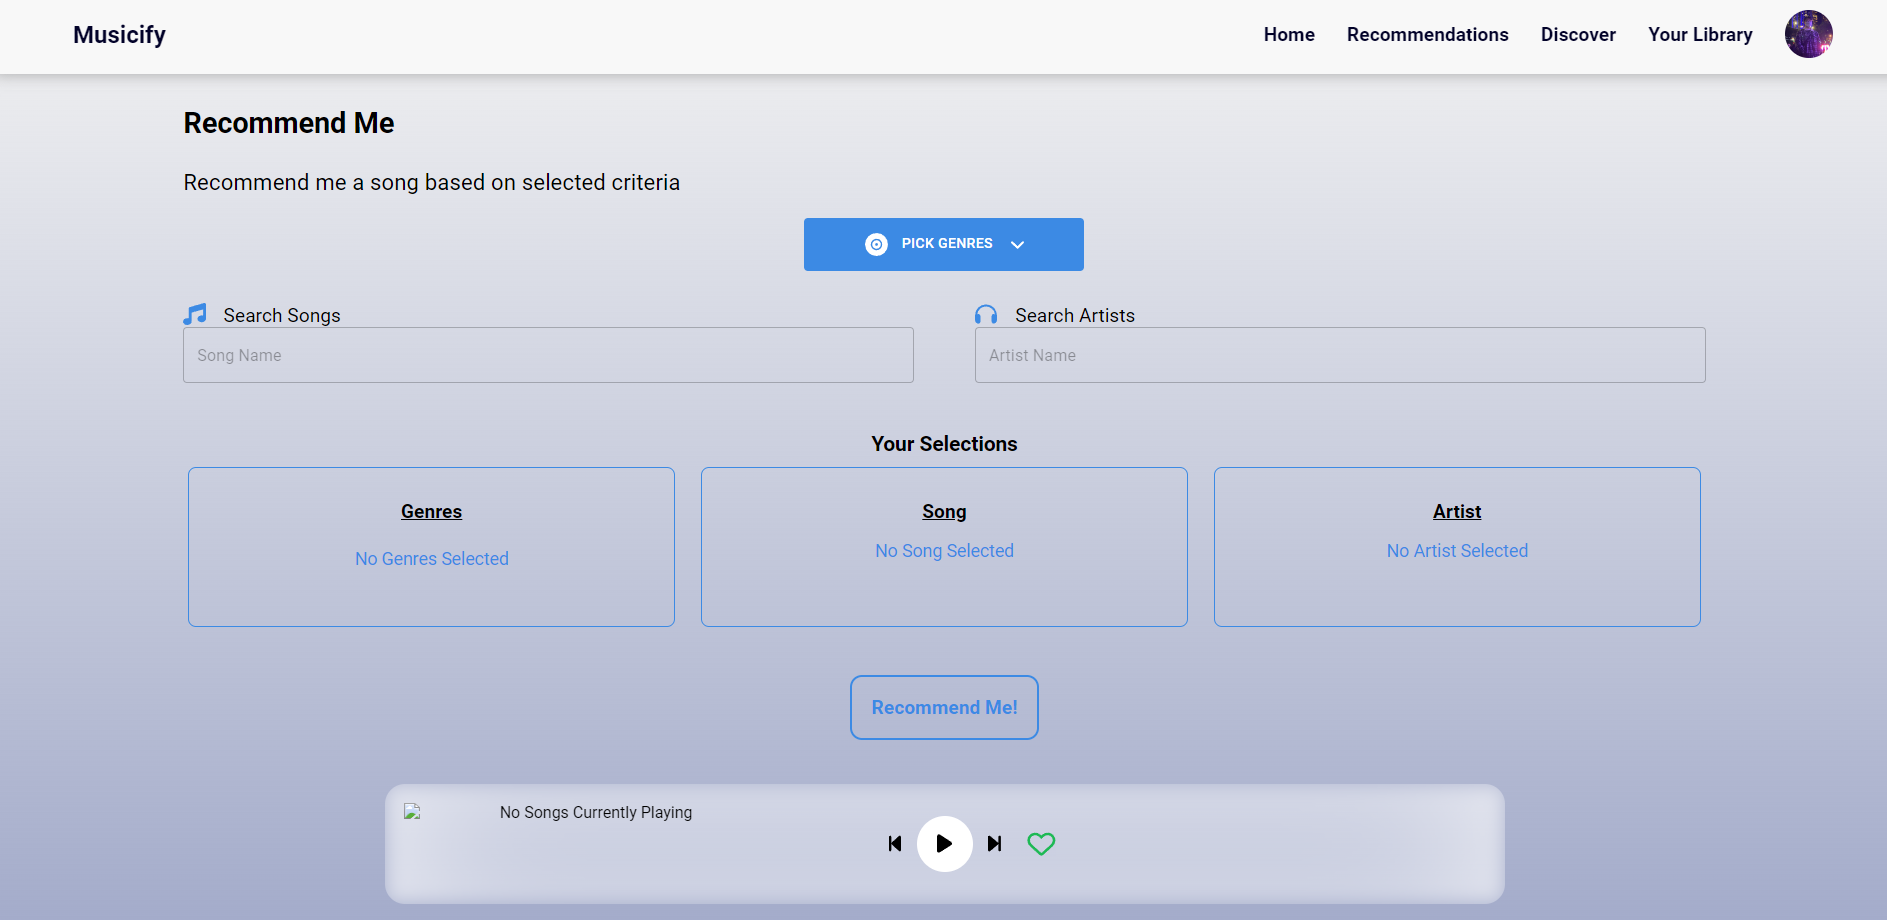 Musicify
Home
Recommendations
Discover
Your Library
Recommend Me
Recommend me a song based on selected criteria
PICK GENRES
Search Songs
Song Name
Search Artists
Artist Name
Your Selections
Genres
No Genres Selected
Song
No Song Selected
Artist
No Artist Selected
Recommend Me!
No Songs Currently Playing